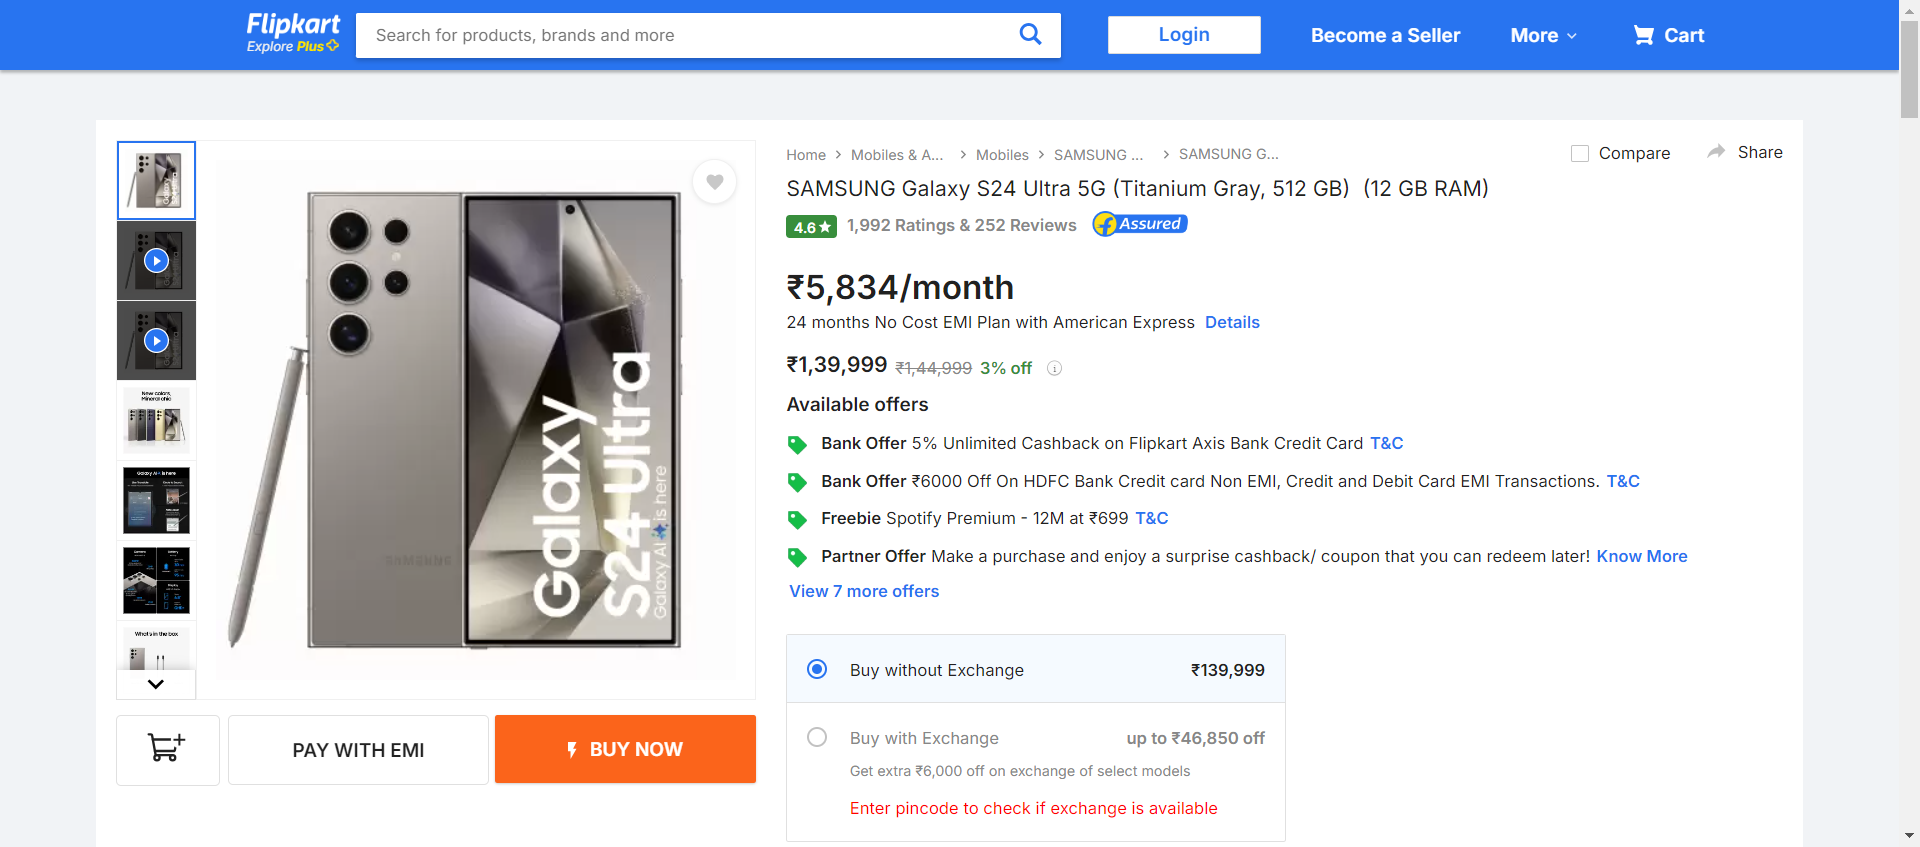 Flipkart
Explore Plus
Search for products, brands and more
Login
Become a Seller
More
Cart
Home
Mobiles & A...
Mobiles
SAMSUNG ...
SAMSUNG G...
Compare
Share
SAMSUNG Galaxy S24 Ultra 5G (Titanium Gray, 512 GB) (12 GB RAM)
4.6★ 1,992 Ratings & 252 Reviews Assured
₹5,834/month
24 months No Cost EMI Plan with American Express Details
₹1,39,999 ₹1,44,999 3% off
Available offers
Bank Offer 5% Unlimited Cashback on Flipkart Axis Bank Credit Card T&C
Bank Offer ₹6000 Off On HDFC Bank Credit card Non EMI, Credit and Debit Card EMI Transactions. T&C
Freebie Spotify Premium - 12M at ₹699 T&C
Partner Offer Make a purchase and enjoy a surprise cashback/ coupon that you can redeem later! Know More
View 7 more offers
Buy without Exchange ₹139,999
Buy with Exchange up to ₹46,850 off
Get extra ₹6,000 off on exchange of select models
Enter pincode to check if exchange is available
Galaxy
S24 Ultra
Galaxy AI is here
SAMSUNG
Galaxy
S24 Ultra
New colors,
Mineral chic
Galaxy AI is here
What's in the box
PAY WITH EMI
BUY NOW